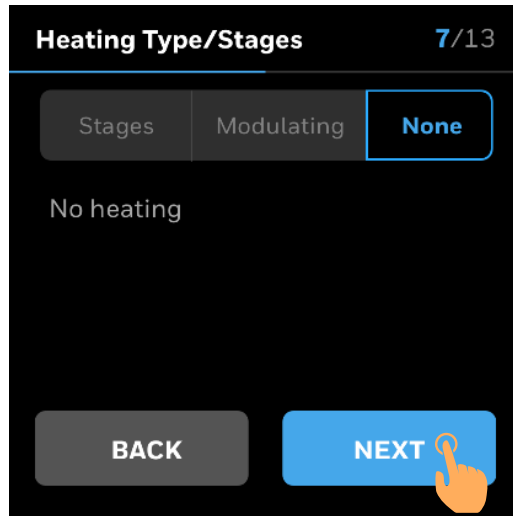 Heating Type/Stages 7/13
Stages Modulating None
No heating
BACK NEXT